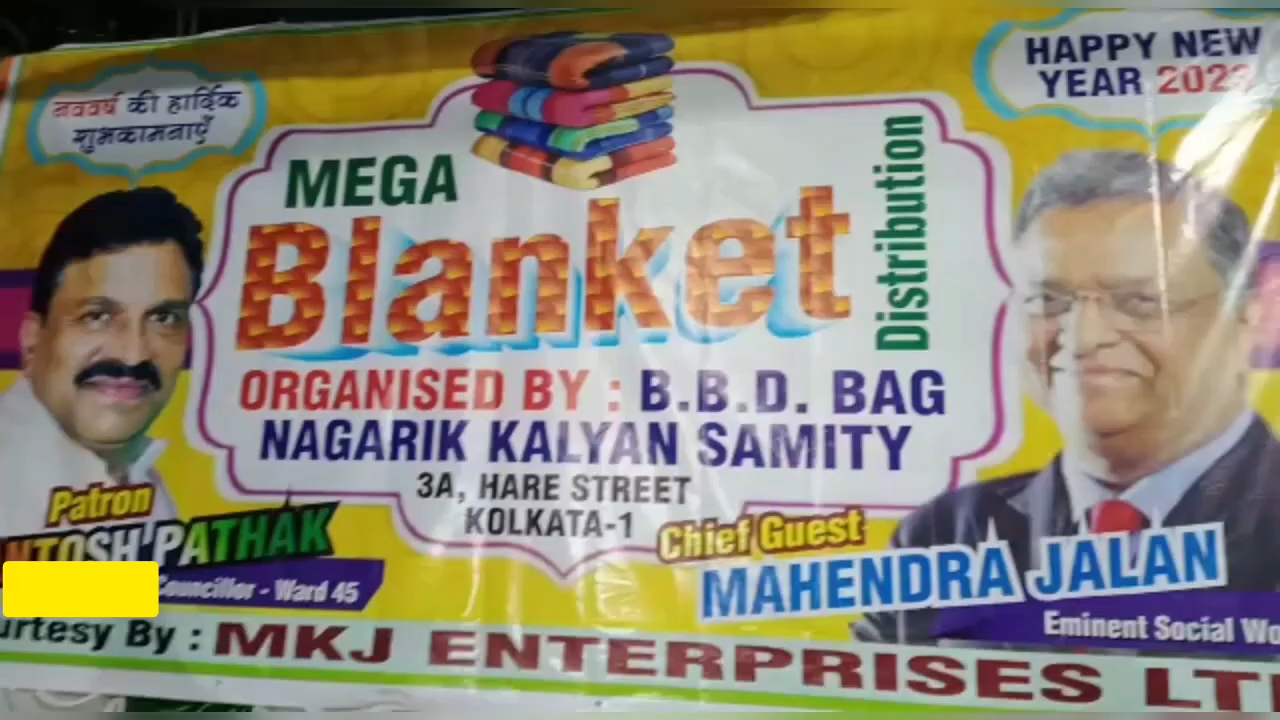 नववर्ष की हार्दिक
शुभकामनाएँ
HAPPY NEW
YEAR
MEGA
Blanket
Distribution
ORGANISED BY : B.B.D. BAG
NAGARIK KALYAN SAMITY
3A, HARE STREET
KOLKATA-1
Patron
NTOSH PATHAK
Councillor - Ward 45
Chief Guest
MAHENDRA JALAN
Eminent Social Wo
urtesy By : MKJ ENTERPRISES LT